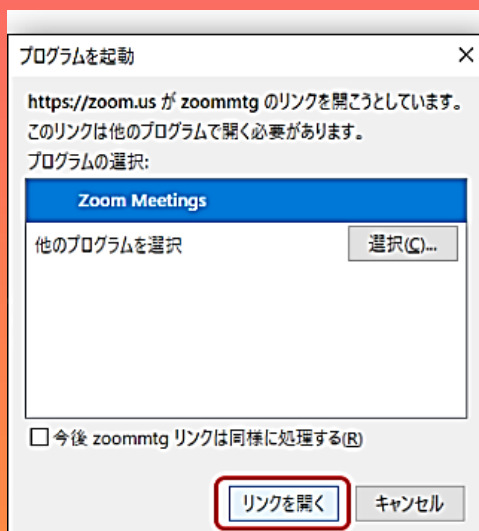 プログラムを起動
https://zoom.us が zoommtg のリンクを開こうとしています。
このリンクは他のプログラムで開く必要があります。
プログラムの選択:
Zoom Meetings
他のプログラムを選択 選択(C)...
今後 zoommtg リンクは同様に処理する(R)
リンクを開く キャンセル